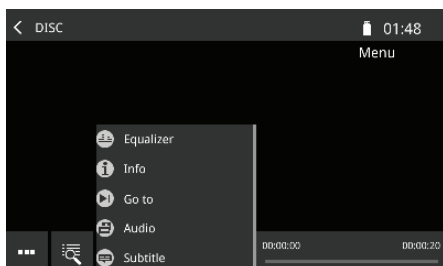 DISC
01:48
Menu
Equalizer
Info
Go to
Audio
Subtitle
00:00:00
00:00:20